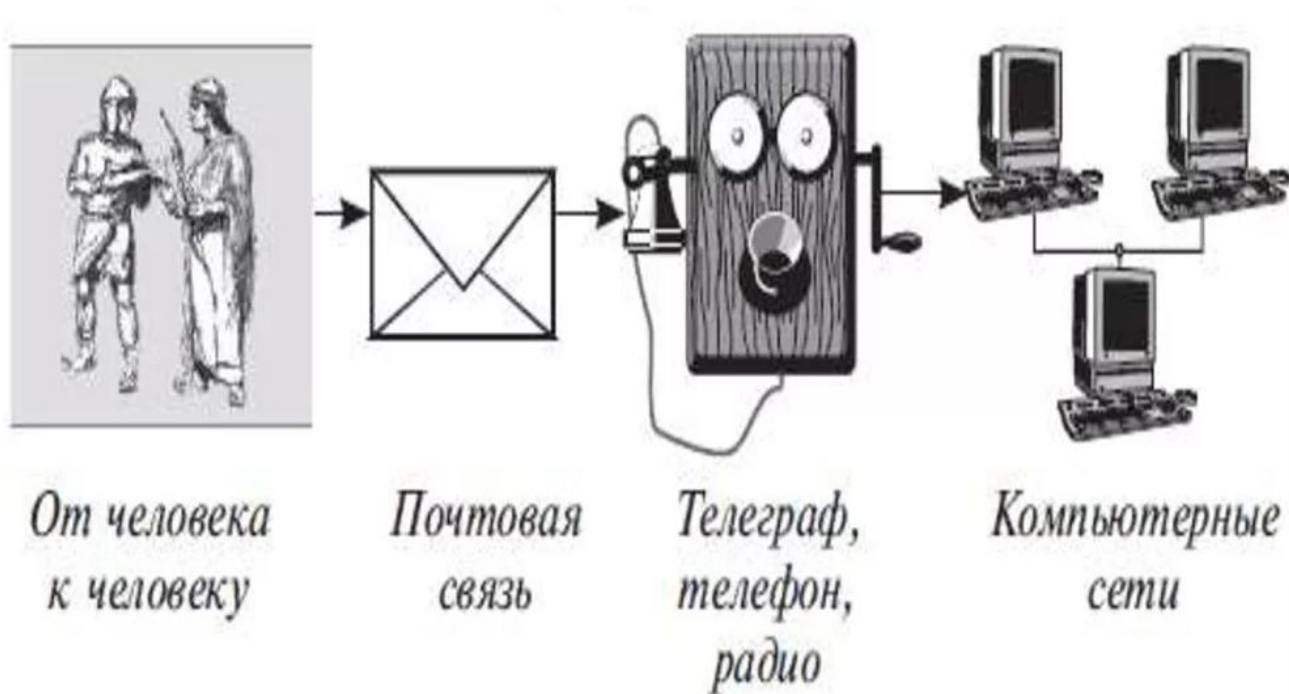 От человека
к человеку
Почтовая
связь
Телеграф,
телефон,
радио
Компьютерные
сети